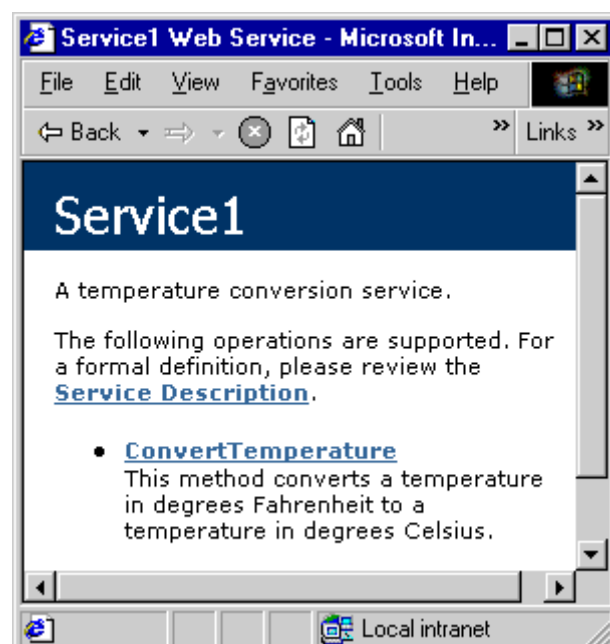 Service1 Web Service - Microsoft In...
File Edit View Favorites Tools Help
Back » Links »
Service1
A temperature conversion service.
The following operations are supported. For
a formal definition, please review the
Service Description.
• ConvertTemperature
This method converts a temperature
in degrees Fahrenheit to a
temperature in degrees Celsius.
Local intranet